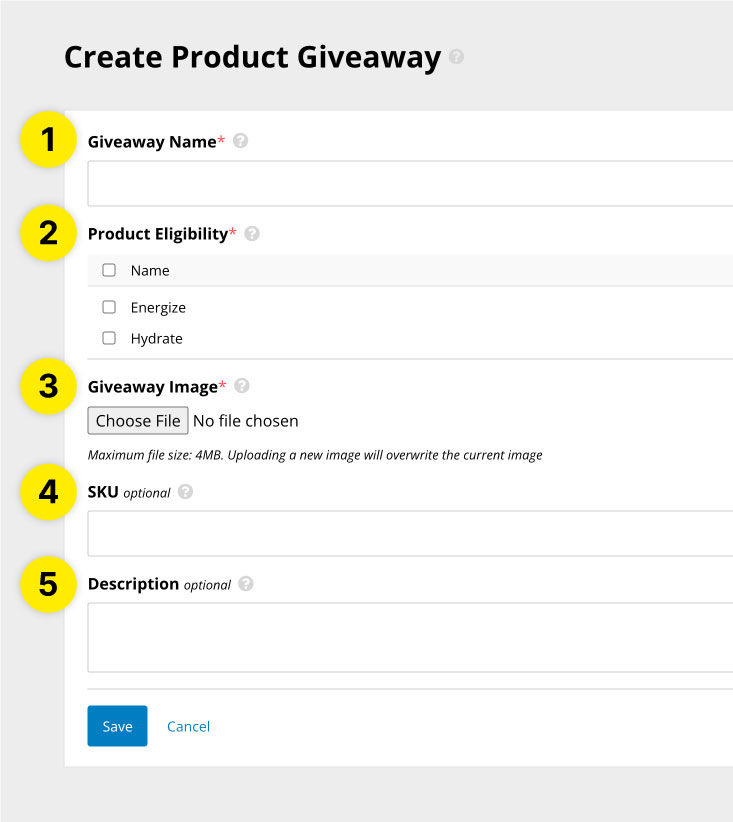 Create Product Giveaway ?
1 Giveaway Name* ?
2 Product Eligibility* ?
Name
Energize
Hydrate
3 Giveaway Image* ?
Choose File No file chosen
Maximum file size: 4MB. Uploading a new image will overwrite the current image
4 SKU optional ?
5 Description optional ?
Save Cancel